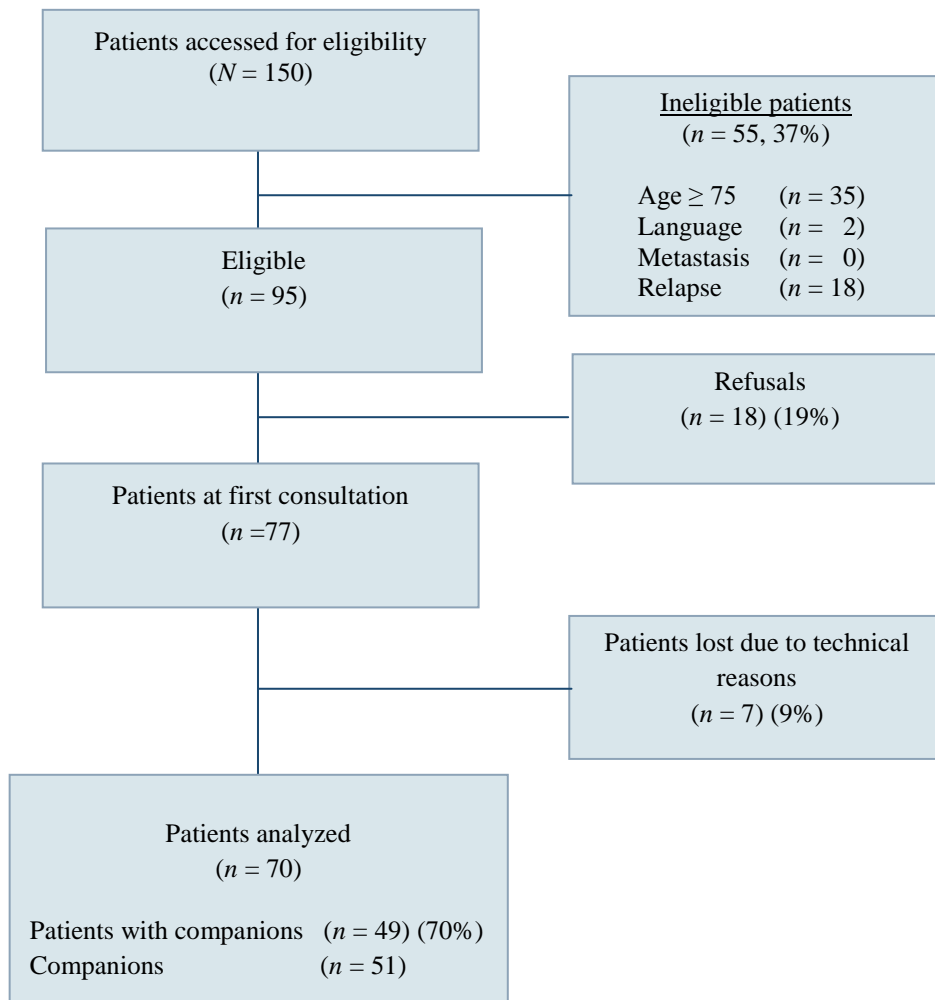 Patients accessed for eligibility
(N = 150)
Ineligible patients
(n = 55, 37%)
Age ≥ 75 (n = 35)
Language (n = 2)
Metastasis (n = 0)
Relapse (n = 18)
Eligible
(n = 95)
Refusals
(n = 18) (19%)
Patients at first consultation
(n =77)
Patients lost due to technical
reasons
(n = 7) (9%)
Patients analyzed
(n = 70)
Patients with companions (n = 49) (70%)
Companions (n = 51)